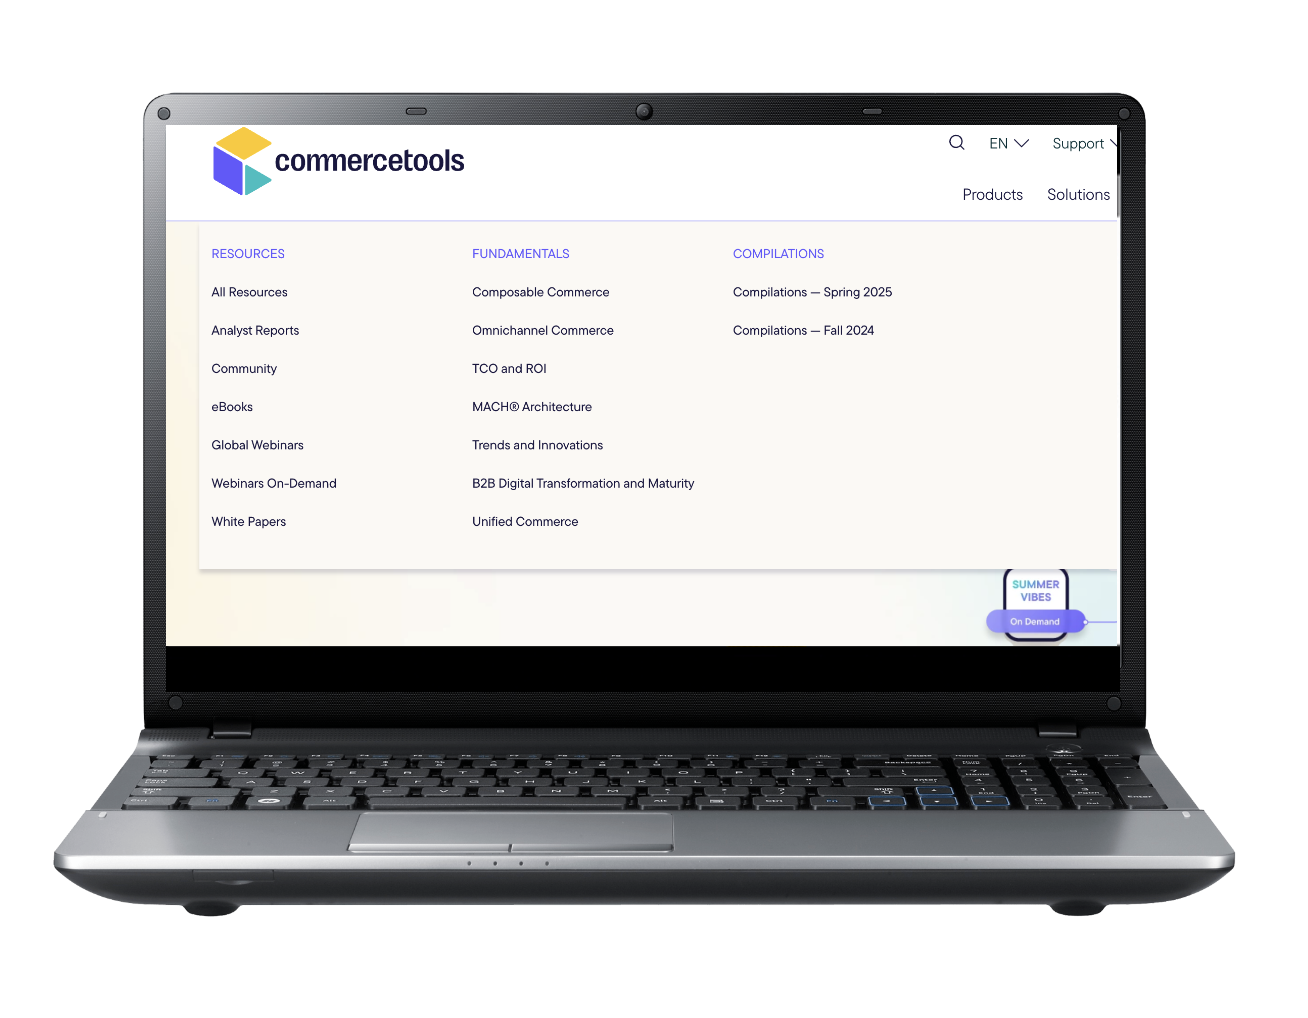 commercetools
EN
Support
Products
Solutions
RESOURCES
All Resources
Analyst Reports
Community
eBooks
Global Webinars
Webinars On-Demand
White Papers
FUNDAMENTALS
Composable Commerce
Omnichannel Commerce
TCO and ROI
MACH® Architecture
Trends and Innovations
B2B Digital Transformation and Maturity
Unified Commerce
COMPILATIONS
Compilations — Spring 2025
Compilations — Fall 2024
SUMMER
VIBES
On Demand